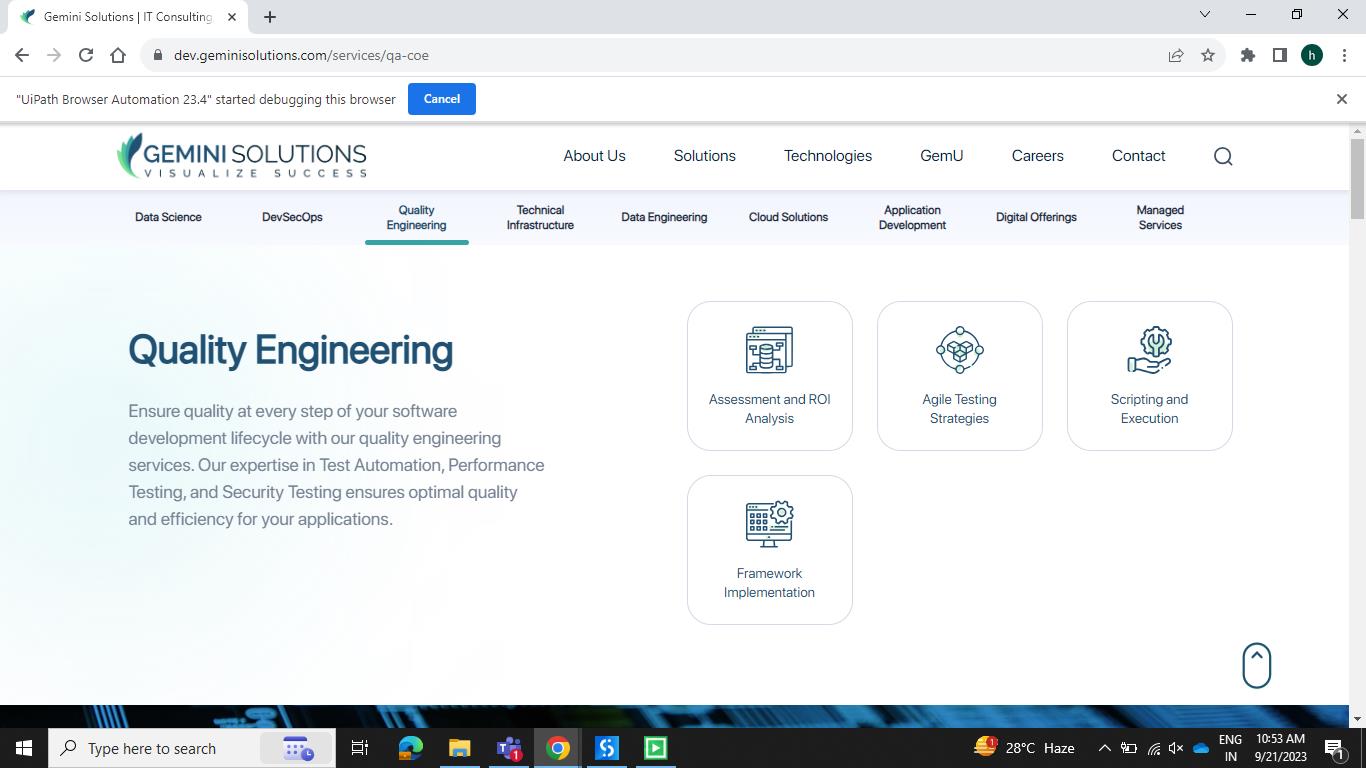 Gemini Solutions | IT Consulting
dev.geminisolutions.com/services/qa-coe
h
"UiPath Browser Automation 23.4" started debugging this browser
Cancel
GEMINI SOLUTIONS
VISUALIZE SUCCESS
About Us
Solutions
Technologies
GemU
Careers
Contact
Data Science
DevSecOps
Quality
Engineering
Technical
Infrastructure
Data Engineering
Cloud Solutions
Application
Development
Digital Offerings
Managed
Services
Quality Engineering
Ensure quality at every step of your software
development lifecycle with our quality engineering
services. Our expertise in Test Automation, Performance
Testing, and Security Testing ensures optimal quality
and efficiency for your applications.
Assessment and ROI
Analysis
Agile Testing
Strategies
Scripting and
Execution
Framework
Implementation
Type here to search
1
1
28°C Haze
ENG
IN
10:53 AM
9/21/2023
1